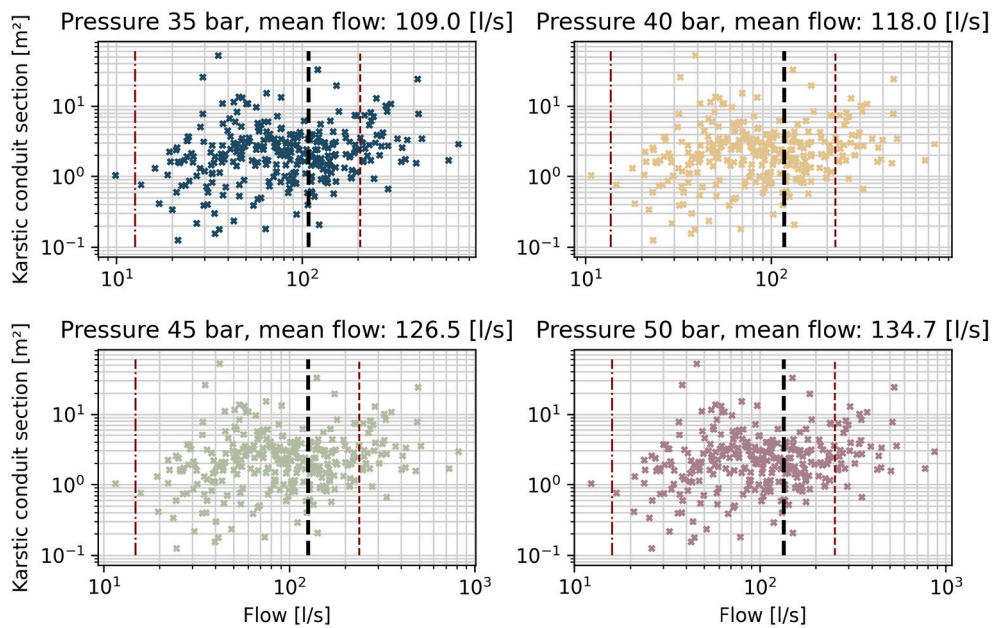 Pressure 35 bar, mean flow: 109.0 [l/s]
Pressure 40 bar, mean flow: 118.0 [l/s]
Karstic conduit section [m²]
10¹
10⁰
10⁻¹
10¹
10²
10¹
10⁰
10⁻¹
10¹
10²
Pressure 45 bar, mean flow: 126.5 [l/s]
Pressure 50 bar, mean flow: 134.7 [l/s]
Karstic conduit section [m²]
10¹
10⁰
10⁻¹
10¹
10²
10³
Flow [l/s]
10¹
10⁰
10⁻¹
10¹
10²
10³
Flow [l/s]